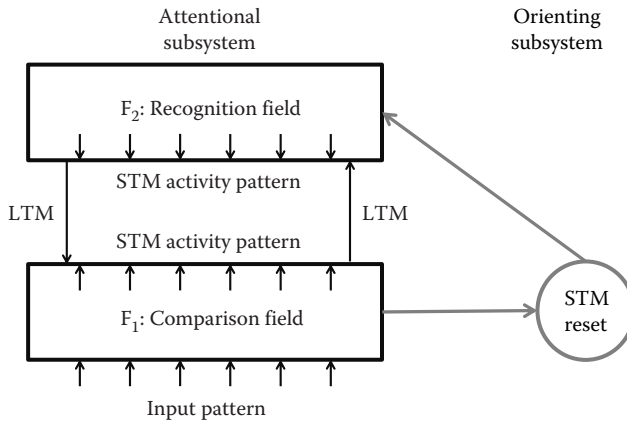 Attentional
subsystem
Orienting
subsystem
F₂: Recognition field
STM activity pattern
LTM
LTM
STM activity pattern
F₁: Comparison field
STM
reset
Input pattern